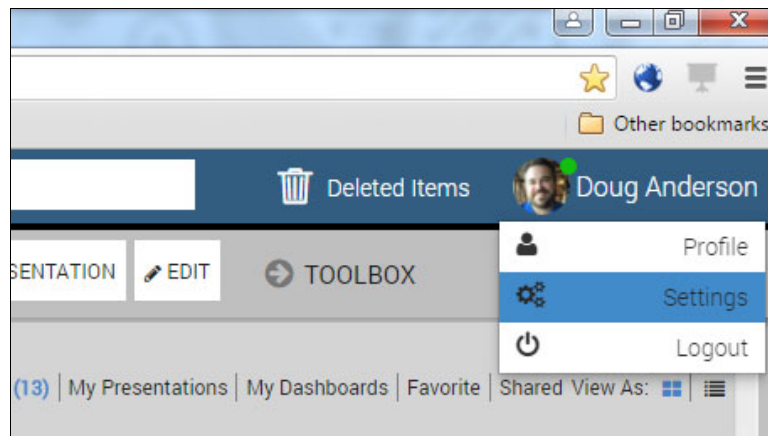 Other bookmarks
Deleted Items Doug Anderson
Profile
EDIT TOOLBOX
Settings
Logout
(13) | My Presentations | My Dashboards | Favorite | Shared View As: